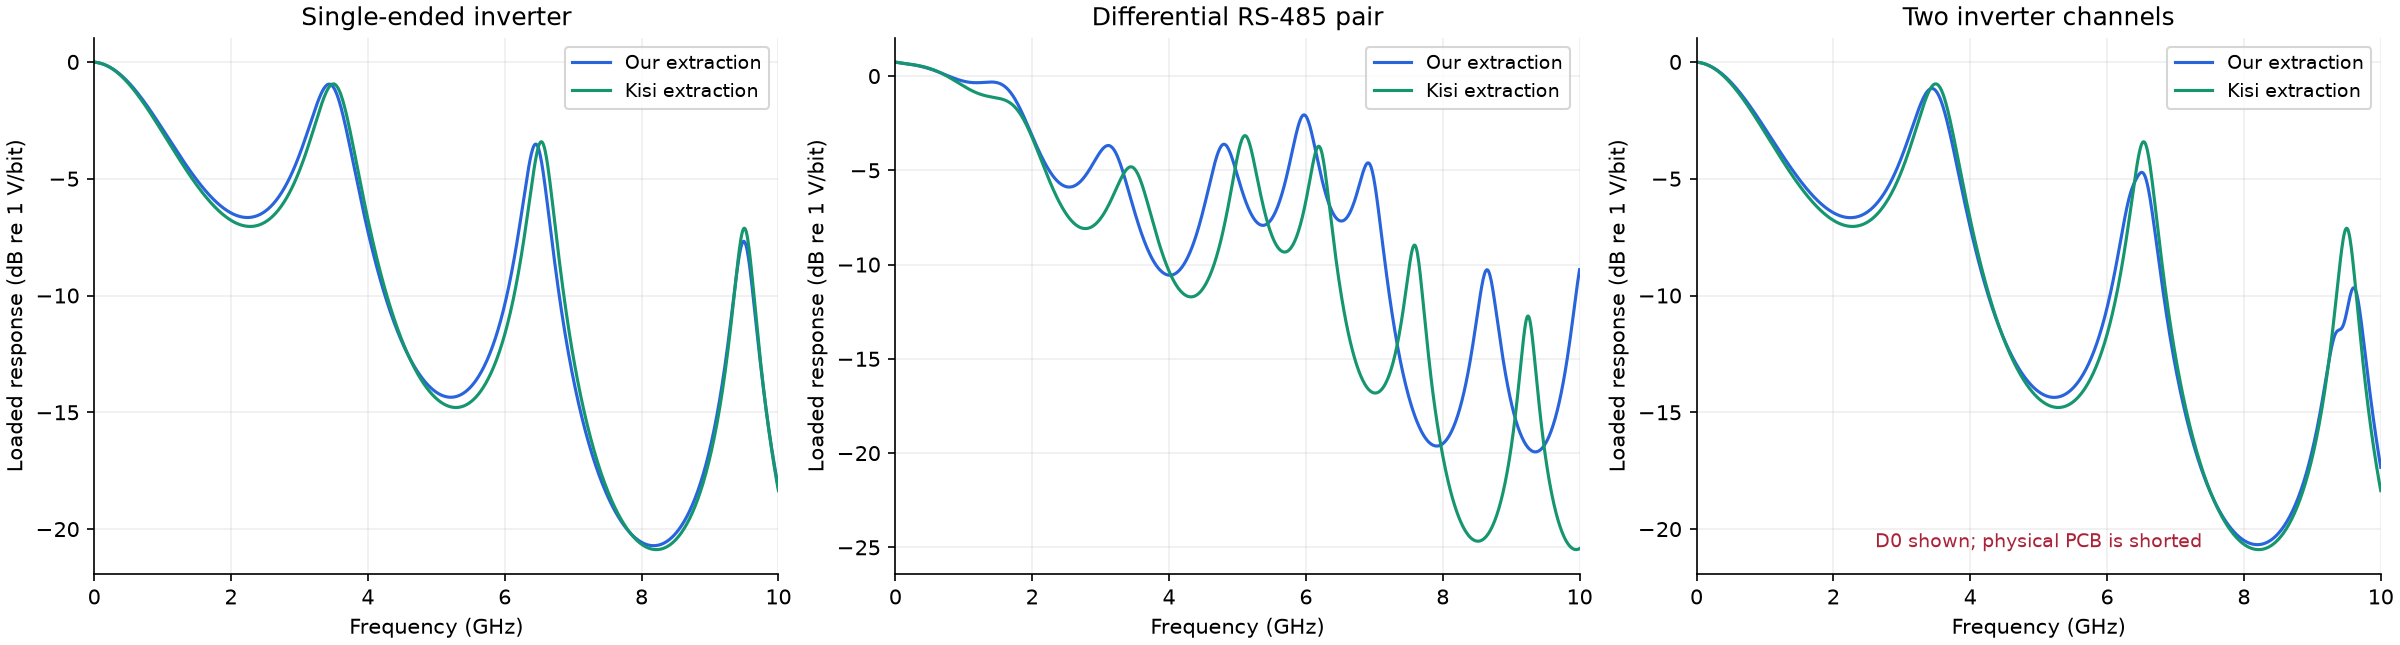 Single-ended inverter
Our extraction
Kisi extraction
0
−5
−10
−15
−20
Loaded response (dB re 1 V/bit)
0 2 4 6 8 10
Frequency (GHz)
Differential RS-485 pair
Our extraction
Kisi extraction
0
−5
−10
−15
−20
−25
Loaded response (dB re 1 V/bit)
0 2 4 6 8 10
Frequency (GHz)
Two inverter channels
Our extraction
Kisi extraction
0
−5
−10
−15
−20
Loaded response (dB re 1 V/bit)
D0 shown; physical PCB is shorted
0 2 4 6 8 10
Frequency (GHz)